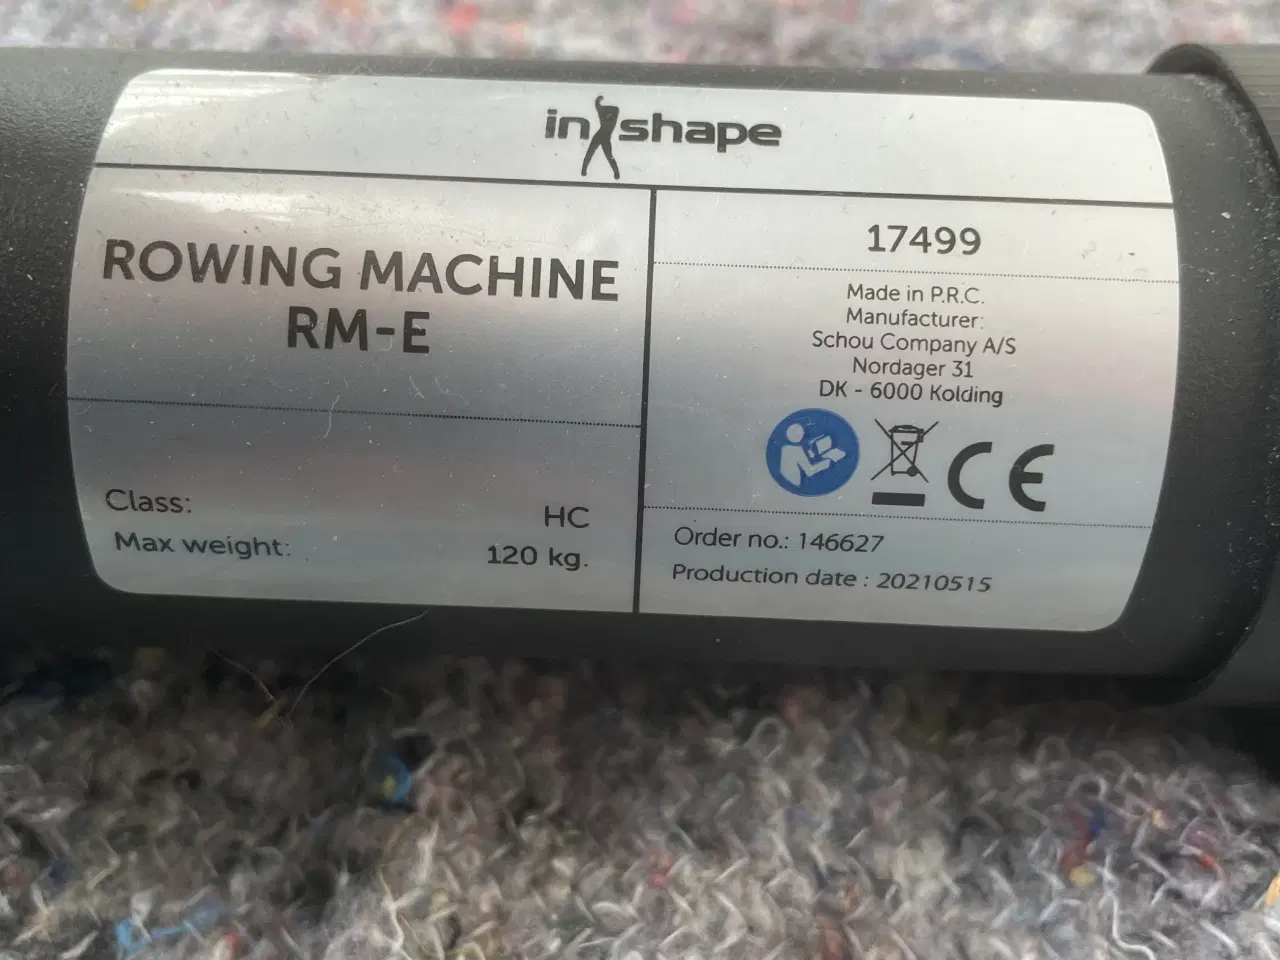 inshape
ROWING MACHINE
RM-E
Class: HC
Max weight: 120 kg.
17499
Made in P.R.C.
Manufacturer:
Schou Company A/S
Nordager 31
DK - 6000 Kolding
CE
Order no.: 146627
Production date : 20210515